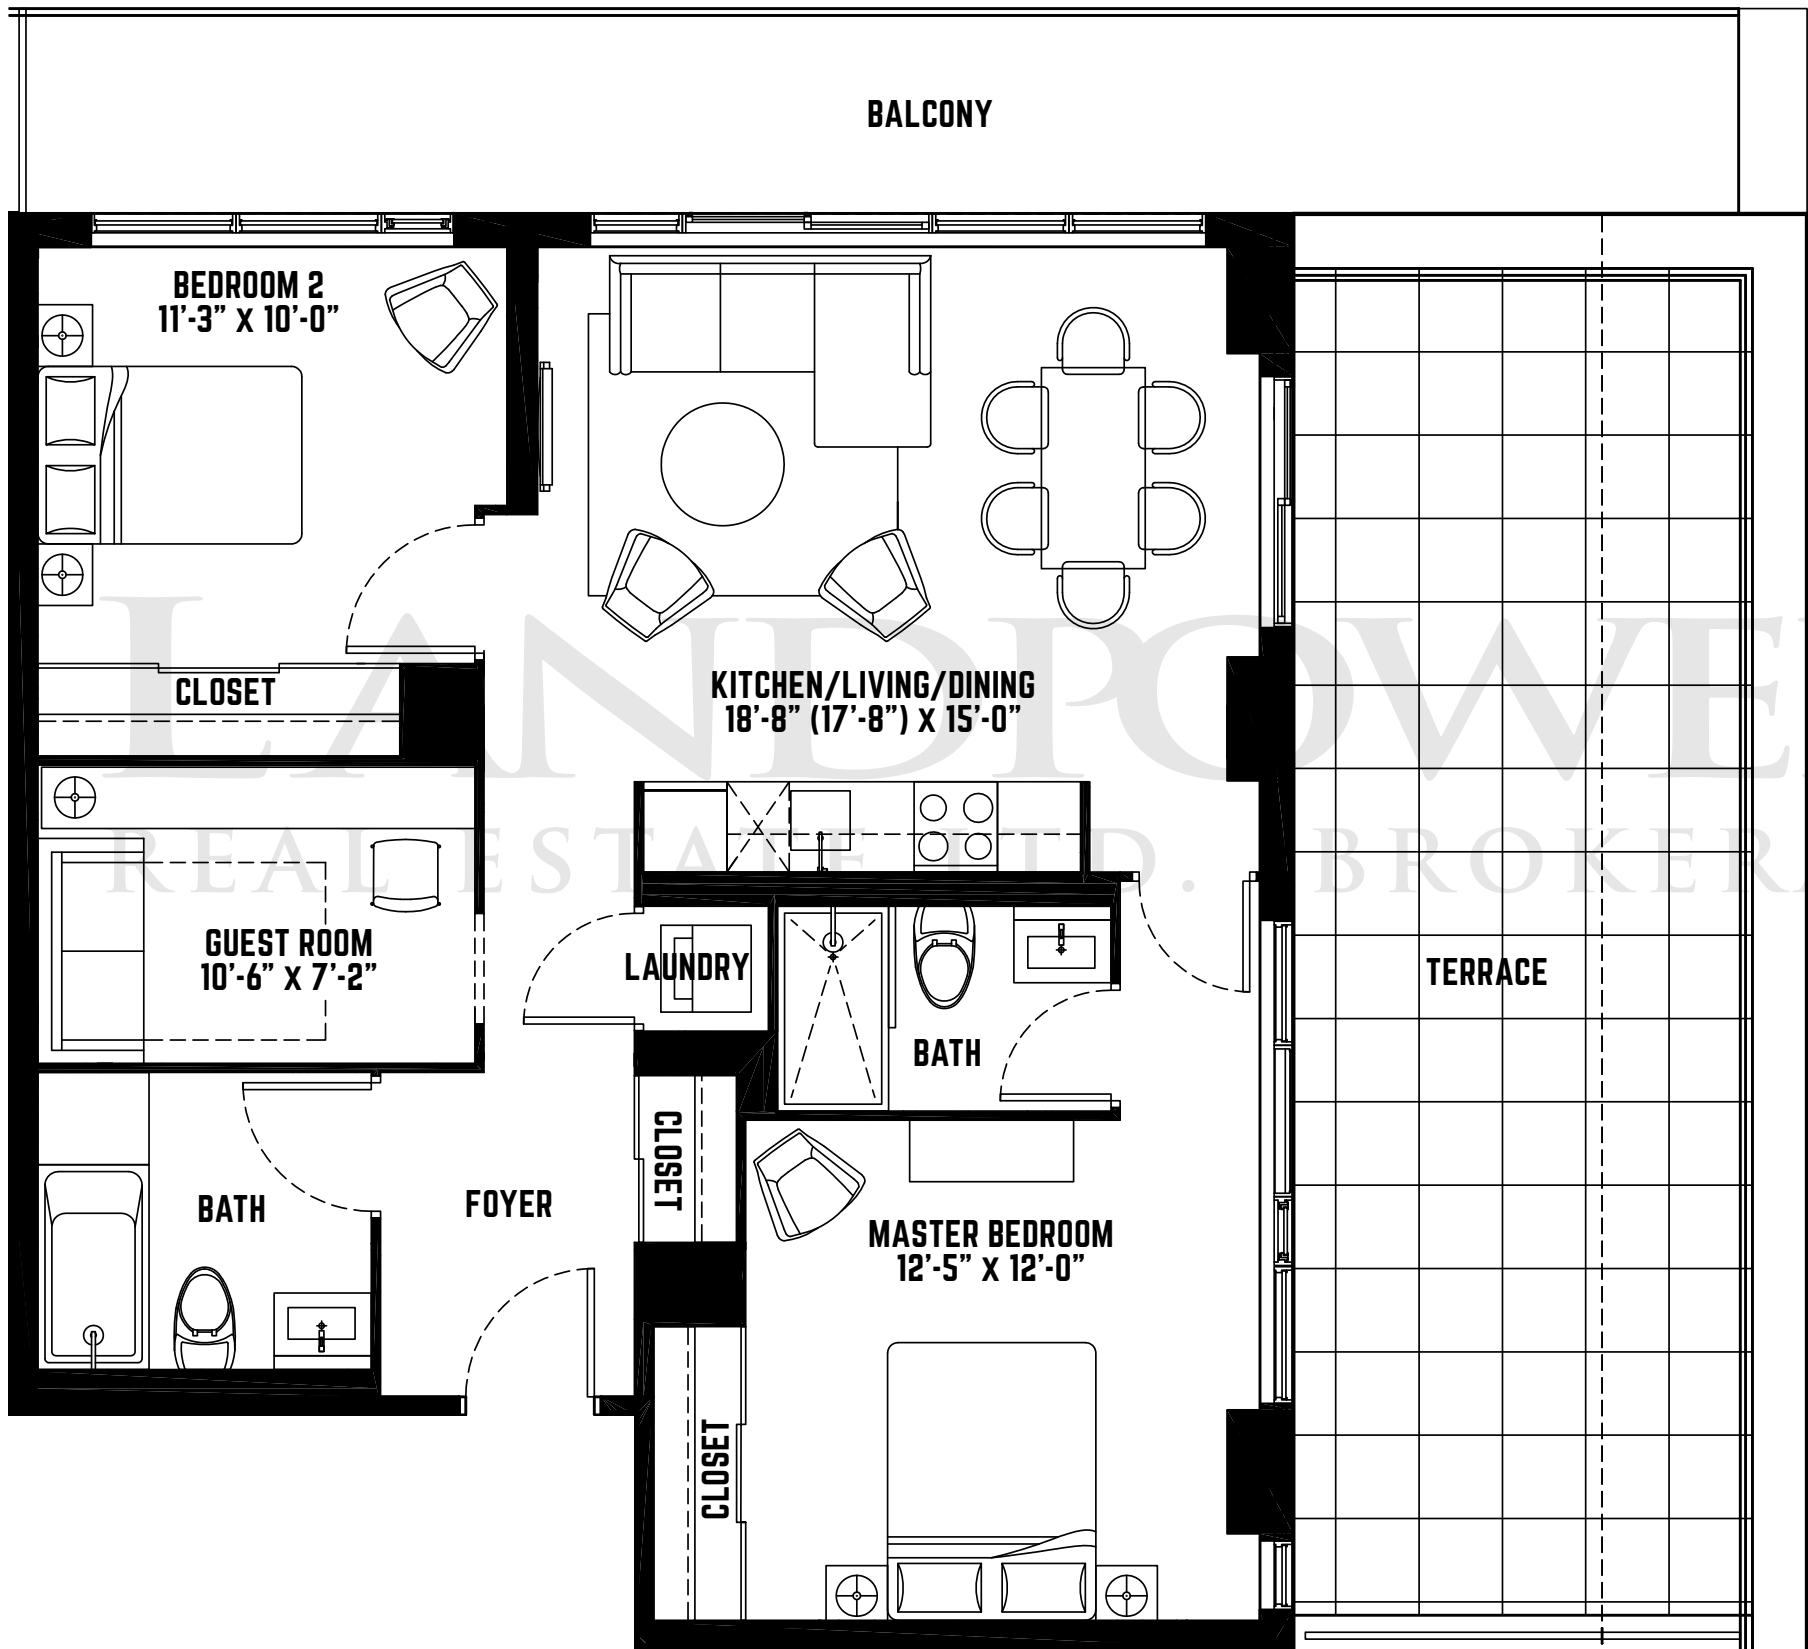 BALCONY
BEDROOM 2
11'-3" X 10'-0"
CLOSET
KITCHEN/LIVING/DINING
18'-8" (17'-8") X 15'-0"
LANDPOWE
REAL ESTATE LTD. BROKERA
GUEST ROOM
10'-6" X 7'-2"
LAUNDRY
TERRACE
BATH
CLOSET
BATH
FOYER
MASTER BEDROOM
12'-5" X 12'-0"
CLOSET